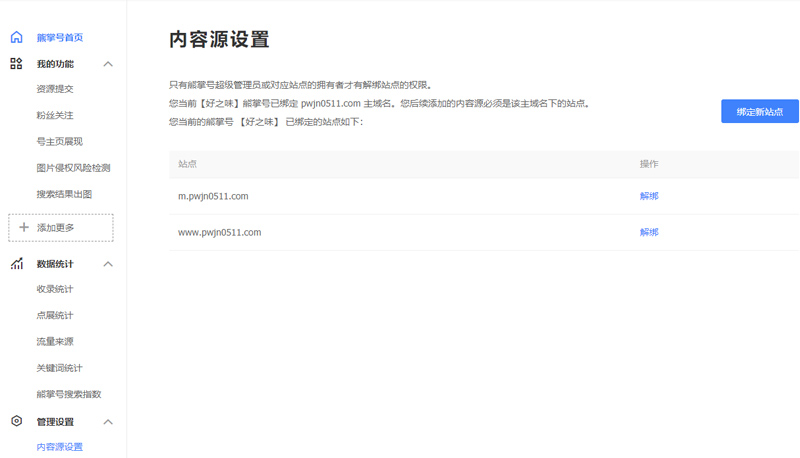 熊掌号首页
我的功能
资源提交
粉丝关注
号主页展现
图片侵权风险检测
搜索结果出图
添加更多
数据统计
收录统计
点展统计
流量来源
关键词统计
熊掌号搜索指数
管理设置
内容源设置
内容源设置
只有熊掌号超级管理员或对应站点的拥有者才有解绑站点的权限。
您当前【好之味】熊掌号已绑定 pwjn0511.com 主域名。您后续添加的内容源必须是该主域名下的站点。
您当前的熊掌号 【好之味】 已绑定的站点如下：
绑定新站点
站点 操作
m.pwjn0511.com 解绑
www.pwjn0511.com 解绑